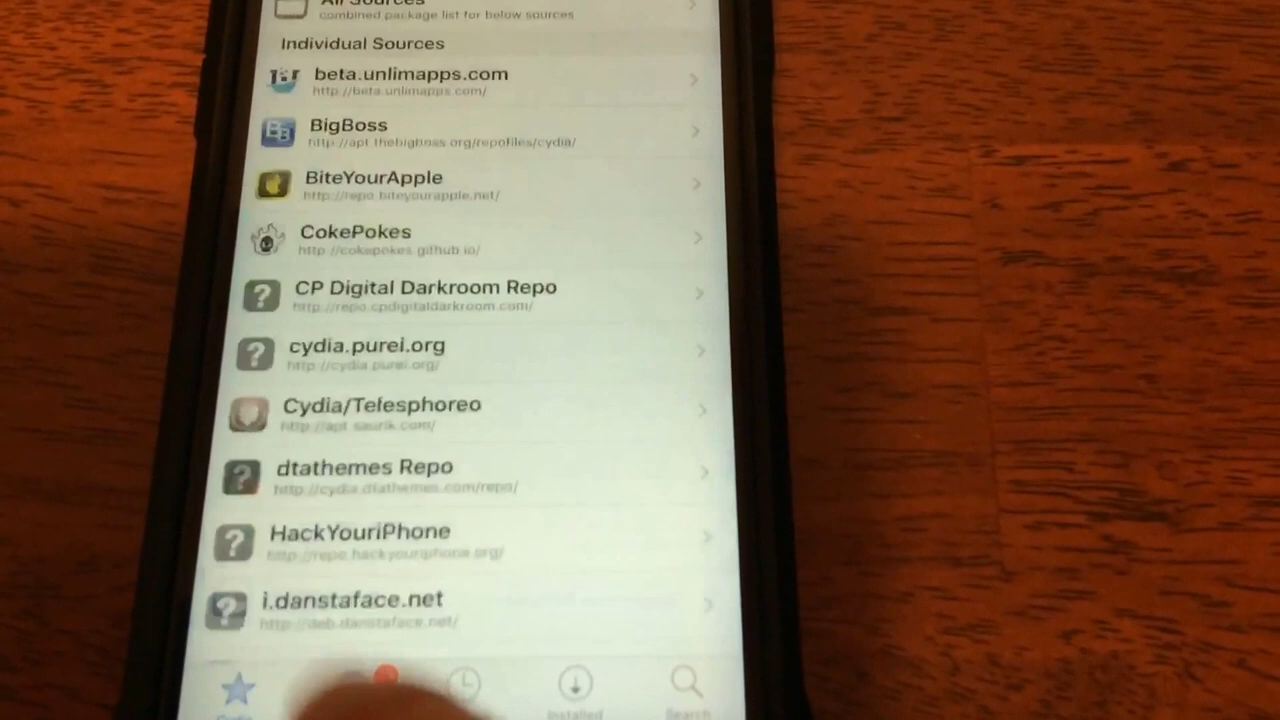 All Sources
combined package list for below sources
Individual Sources
beta.unlimapps.com
http://beta.unlimapps.com/
BigBoss
http://apt.thebigboss.org/repofiles/cydia/
BiteYourApple
http://repo.biteyourapple.net/
CokePokes
http://cokepokes.github.io/
CP Digital Darkroom Repo
http://repo.cpdigitaldarkroom.com/
cydia.purei.org
http://cydia.purei.org/
Cydia/Telesphoreo
http://apt.saurik.com/
dtathemes Repo
http://cydia.dtathemes.com/repo/
HackYouriPhone
http://repo.hackyouriphone.org/
i.danstaface.net
http://deb.danstaface.net/
Cydia
Installed
Search